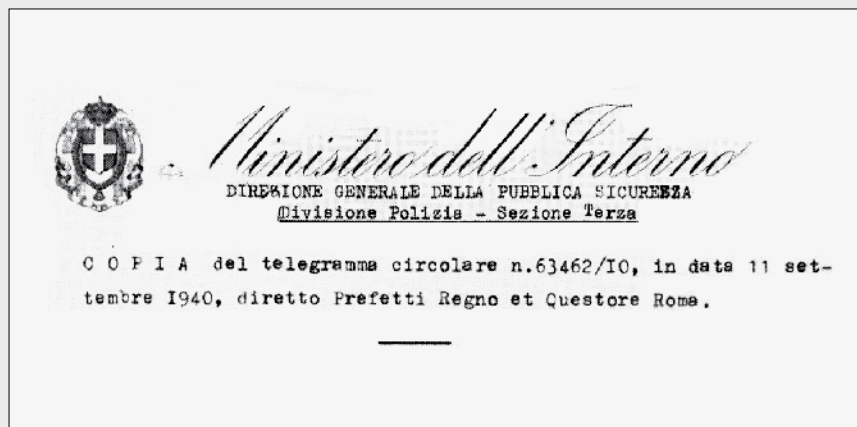 Ministero dell'Interno
DIREZIONE GENERALE DELLA PUBBLICA SICUREZZA
Divisione Polizia - Sezione Terza
C O P I A del telegramma circolare n.63462/IO, in data 11 set-
tembre I940, diretto Prefetti Regno et Questore Roma.